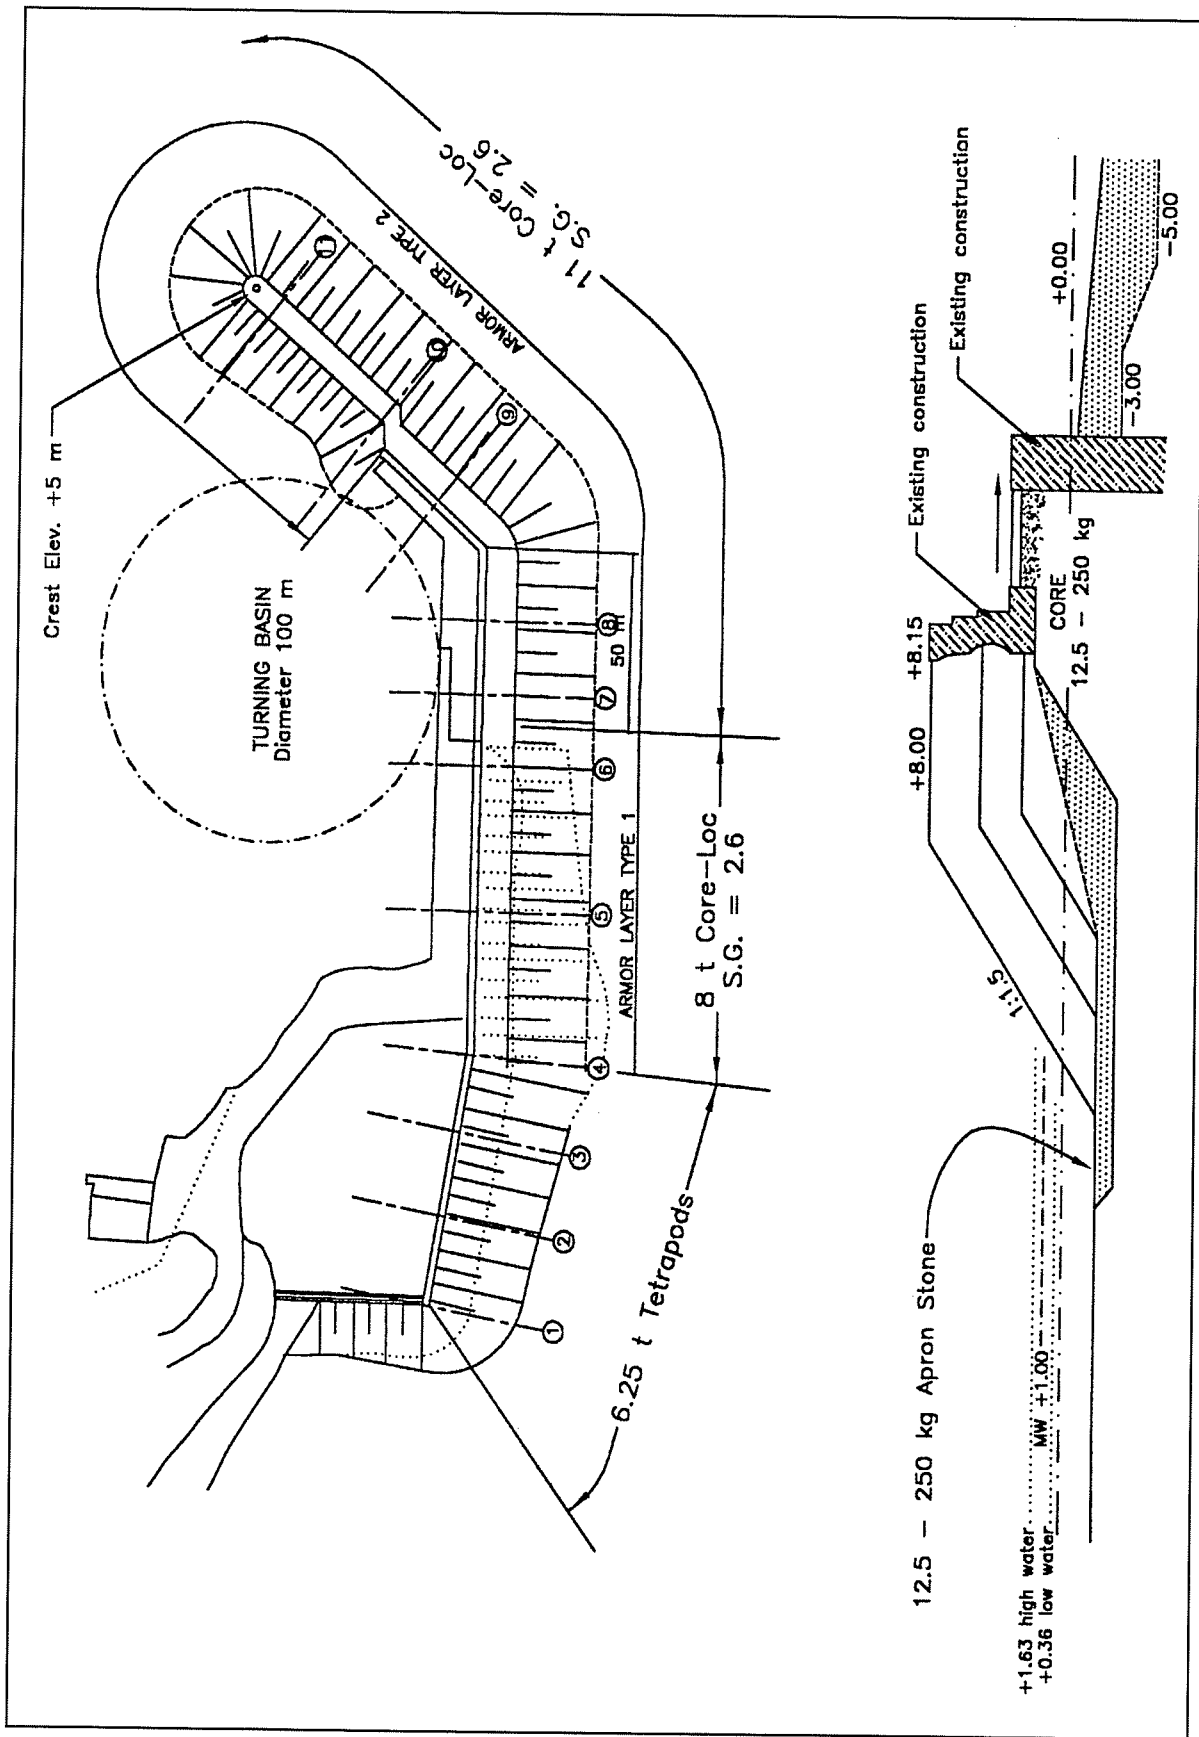 Crest Elev. +5 m
TURNING BASIN
Diameter 100 m
11 t Core-Loc
S.G. = 2.6
ARMOR LAYER TYPE 2
9
8
50 m
7
6
5
4
3
2
1
ARMOR LAYER TYPE 1
8 t Core-Loc
S.G. = 2.6
6.25 t Tetrapods
12.5 - 250 kg Apron Stone
+1.63 high water
+0.36 low water
MW +1.00
1:1.5
+8.00
+8.15
Existing construction
Existing construction
CORE
12.5 - 250 kg
+0.00
-3.00
-5.00